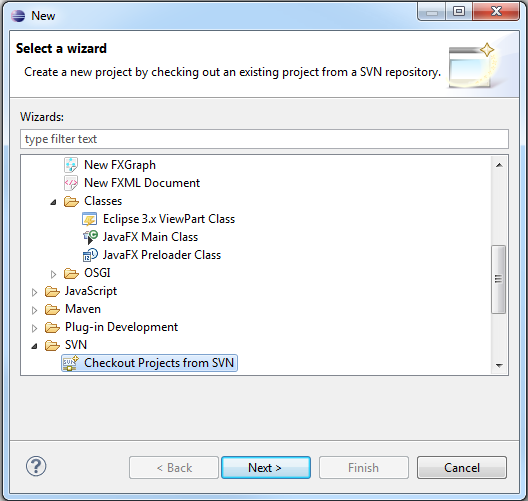 New
Select a wizard
Create a new project by checking out an existing project from a SVN repository.
Wizards:
type filter text
New FXGraph
New FXML Document
Classes
Eclipse 3.x ViewPart Class
JavaFX Main Class
JavaFX Preloader Class
OSGI
JavaScript
Maven
Plug-in Development
SVN
Checkout Projects from SVN
< Back
Next >
Finish
Cancel